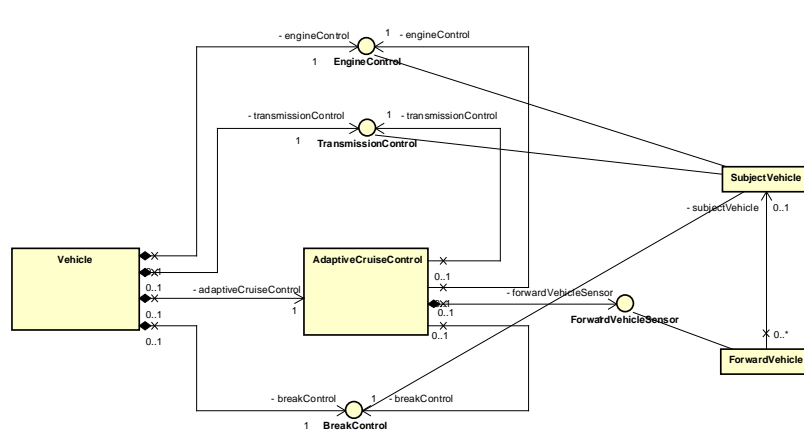 - engineControl
1
- engineControl
1
EngineControl
- transmissionControl
1
- transmissionControl
1
TransmissionControl
SubjectVehicle
- subjectVehicle
0..1
Vehicle
AdaptiveCruiseControl
0..1
0..1
- adaptiveCruiseControl
1
0..1
0..1
- forwardVehicleSensor
0..1
0..1
ForwardVehicleSensor
0..*
ForwardVehicle
- breakControl
1
- breakControl
1
BreakControl